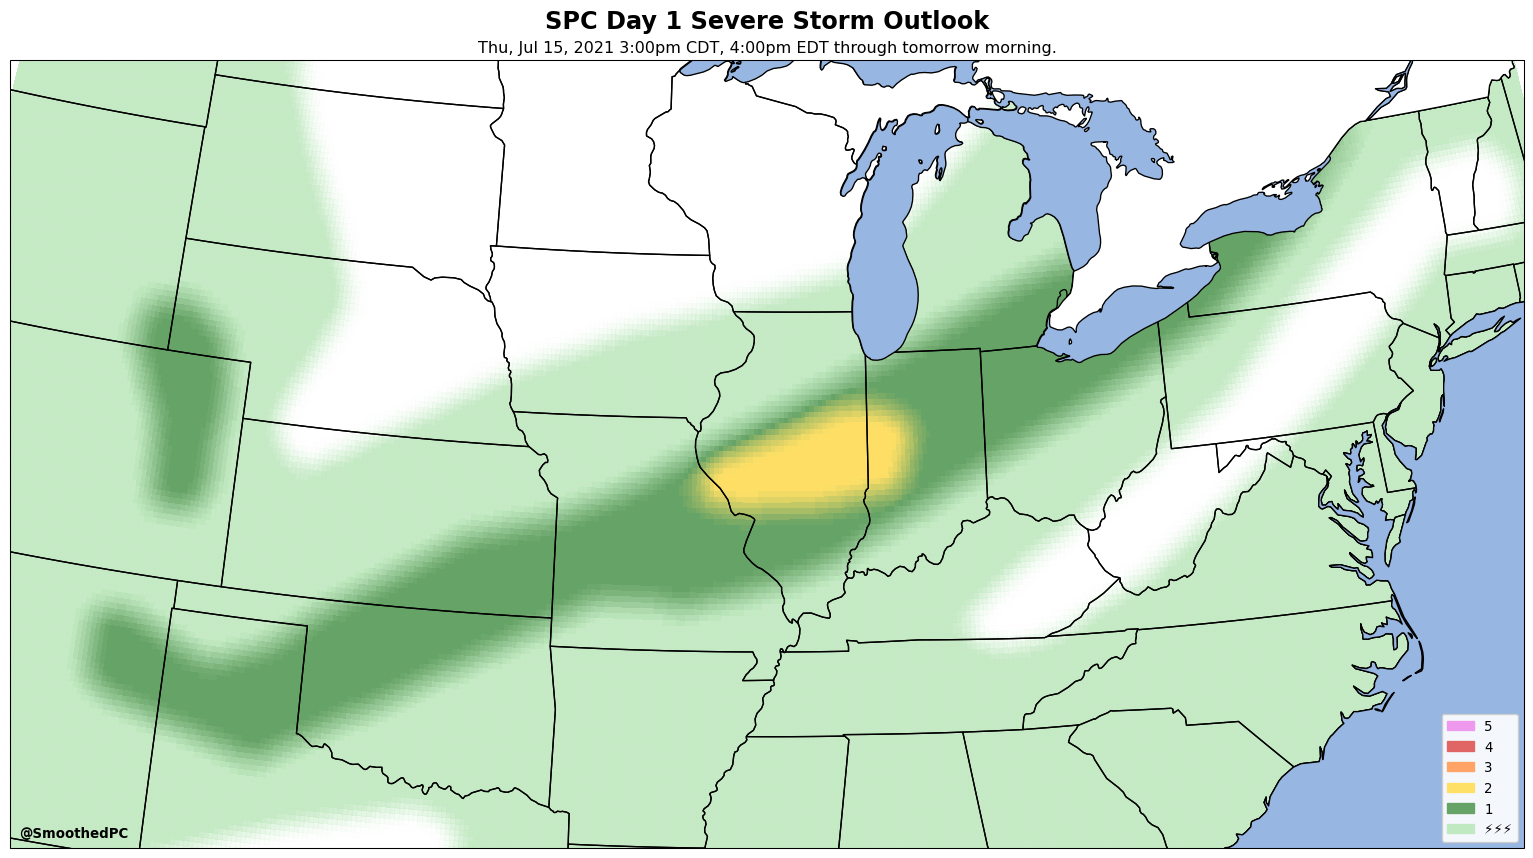 SPC Day 1 Severe Storm Outlook
Thu, Jul 15, 2021 3:00pm CDT, 4:00pm EDT through tomorrow morning.
5
4
3
2
1
⚡⚡⚡
@SmoothedPC